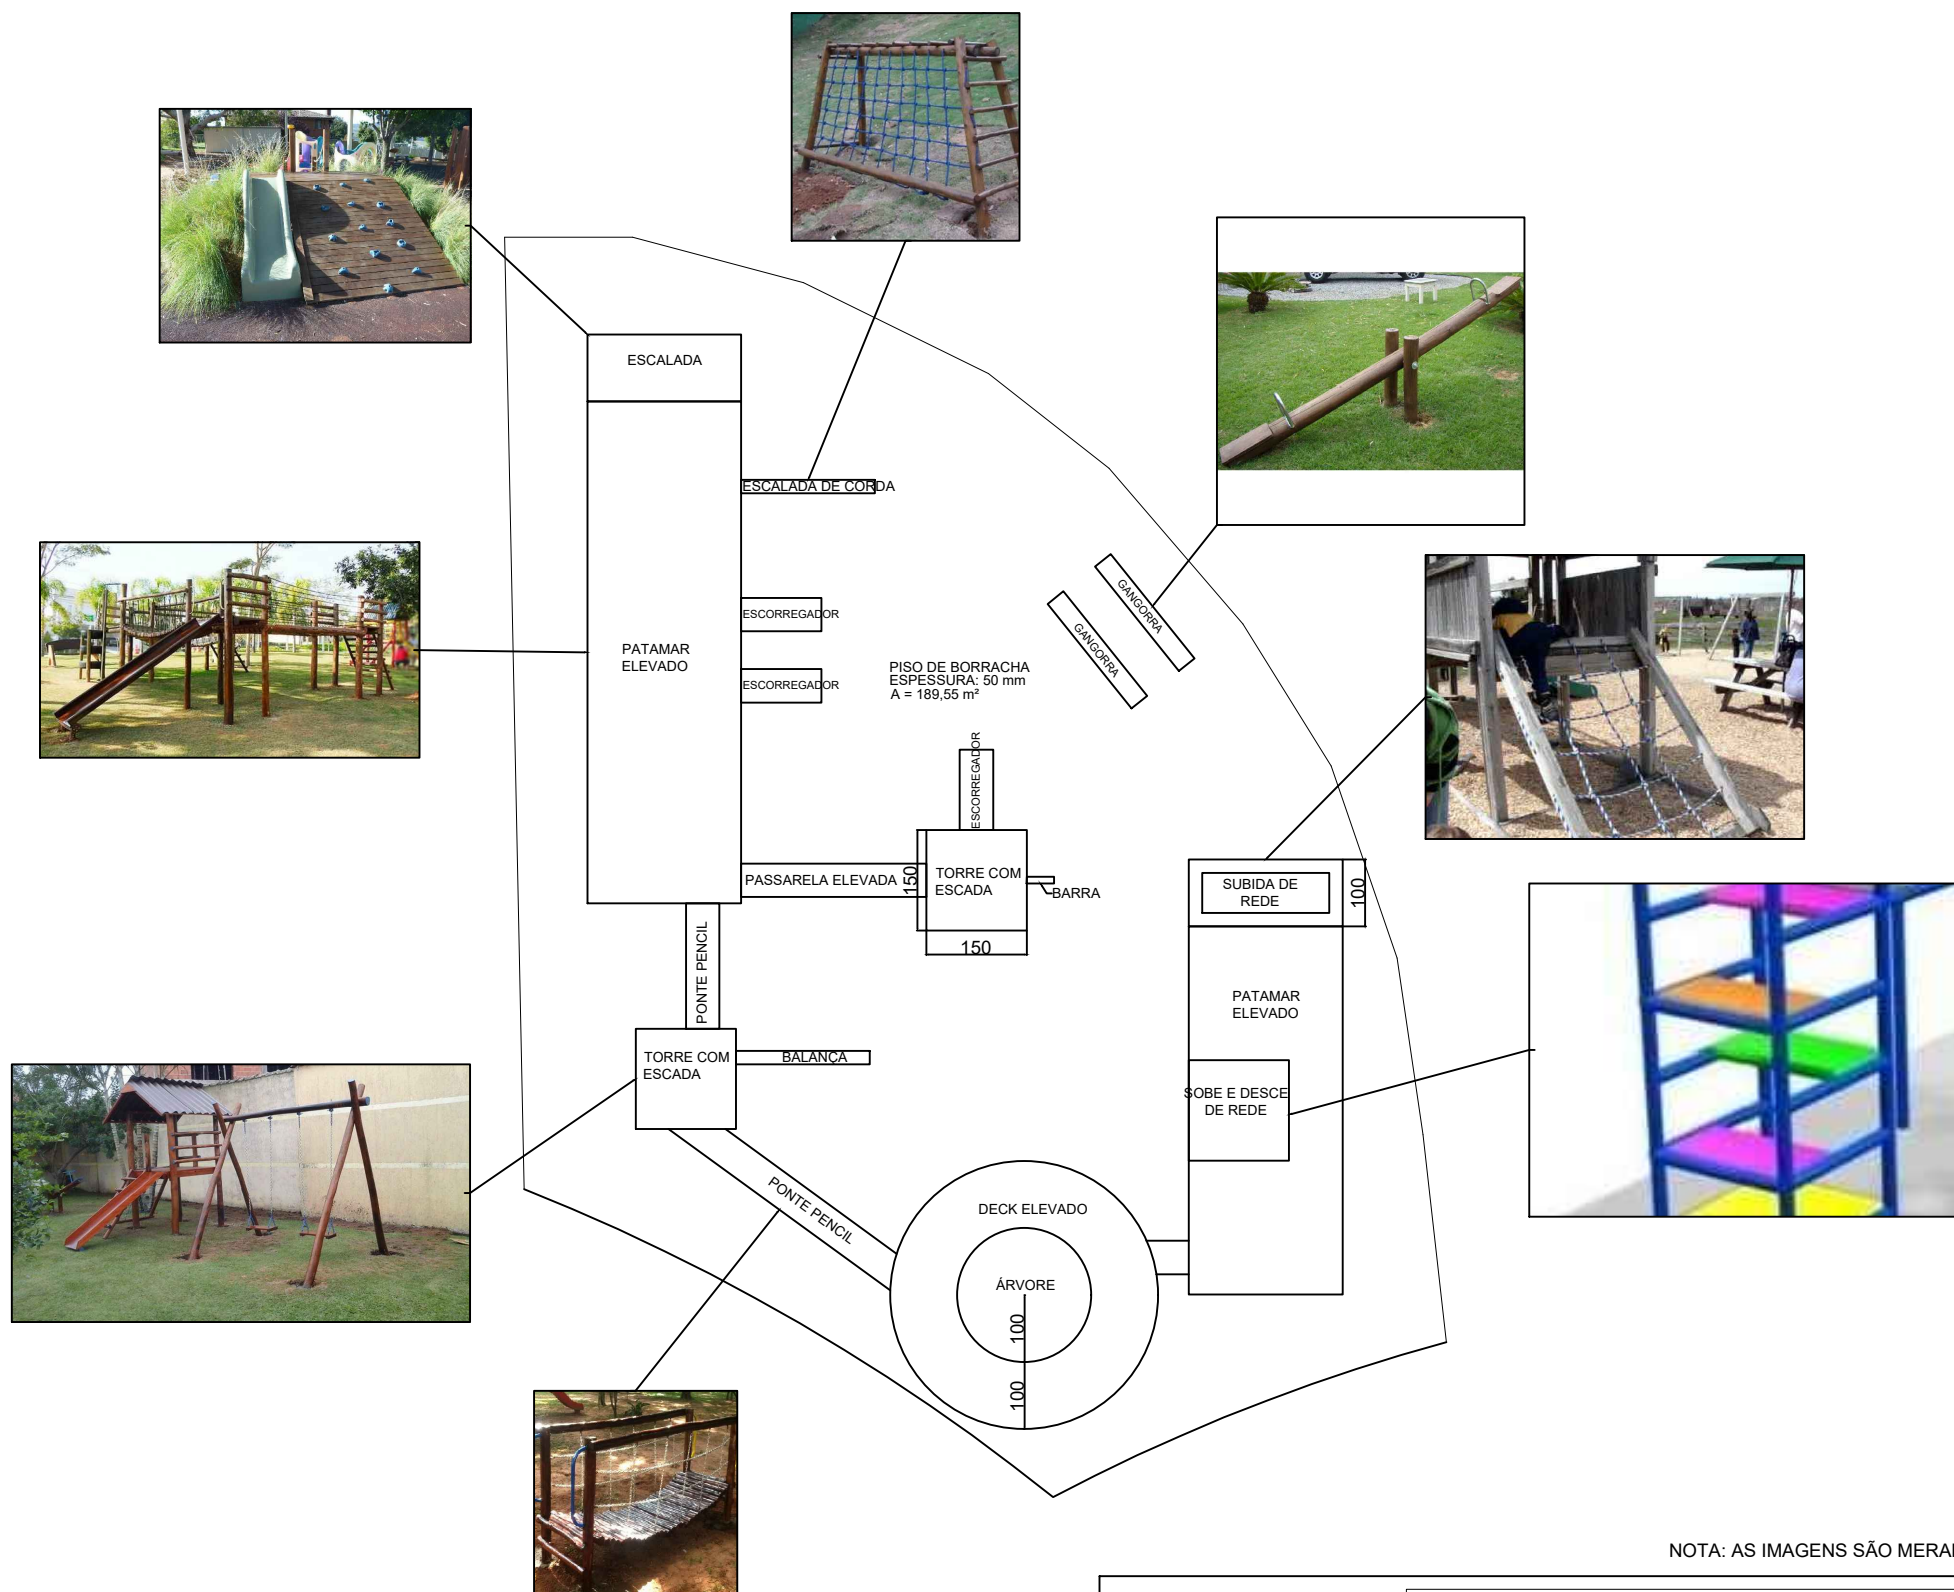 ESCALADA
ESCALADA DE CORDA
GANGORRA
GANGORRA
ESCORREGADOR
ESCORREGADOR
PATAMAR
ELEVADO
PISO DE BORRACHA
ESPESSURA: 50 mm
A = 189,55 m²
ESCORREGADOR
PASSARELA ELEVADA
150
TORRE COM
ESCADA
BARRA
150
SUBIDA DE
REDE
100
PONTE PENCIL
PATAMAR
ELEVADO
TORRE COM
ESCADA
BALANÇA
SOBE E DESCE
DE REDE
PONTE PENCIL
DECK ELEVADO
ÁRVORE
100
100
NOTA: AS IMAGENS SÃO